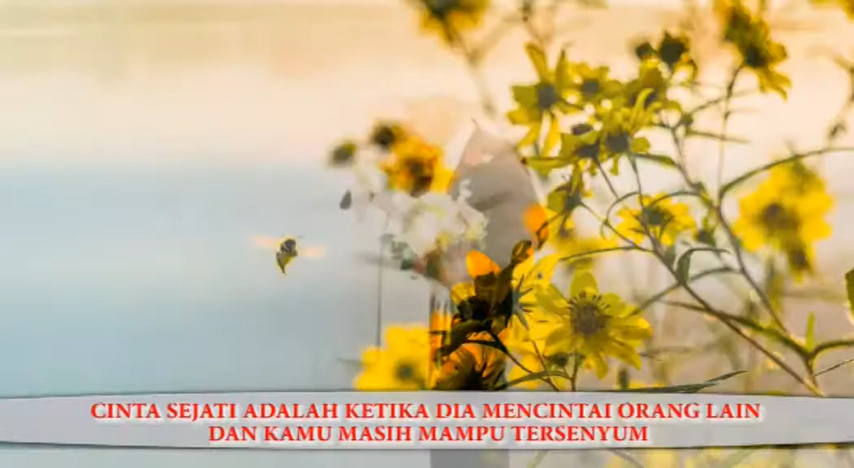 CINTA SEJATI ADALAH KETIKA DIA MENCINTAI ORANG LAIN
DAN KAMU MASIH MAMPU TERSENYUM